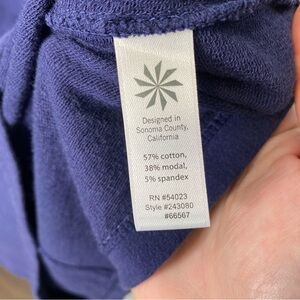 Designed in
Sonoma County,
California
57% cotton,
38% modal,
5% spandex
RN #54023
Style #243080
#66567